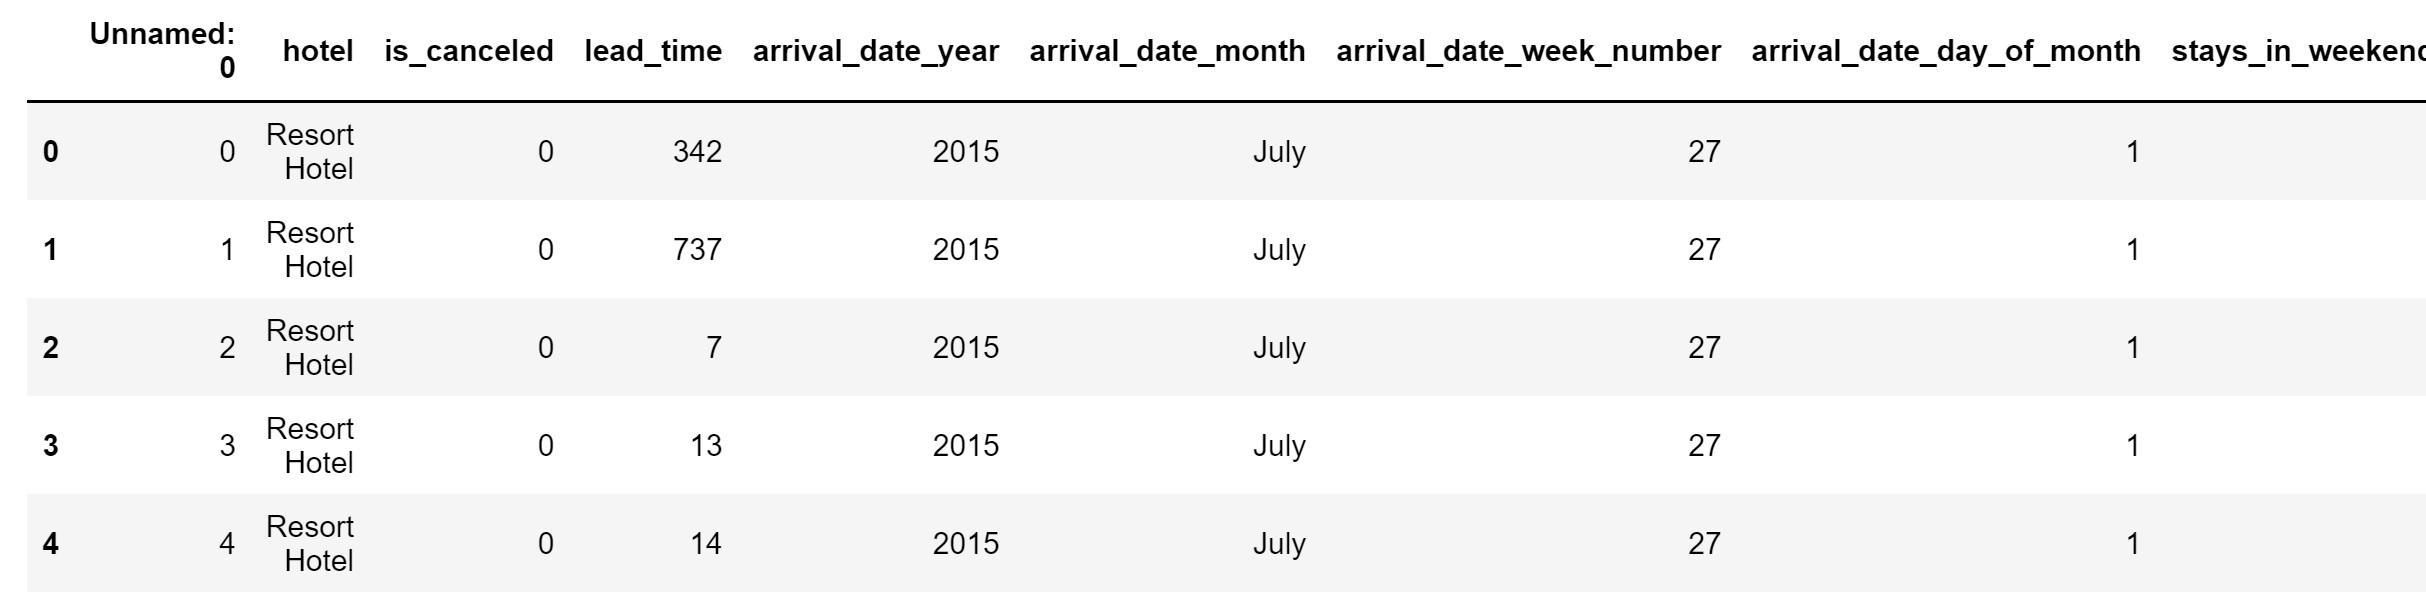 Unnamed: 0 hotel is_canceled lead_time arrival_date_year arrival_date_month arrival_date_week_number arrival_date_day_of_month
0 0 Resort Hotel 0 342 2015 July 27 1
1 1 Resort Hotel 0 737 2015 July 27 1
2 2 Resort Hotel 0 7 2015 July 27 1
3 3 Resort Hotel 0 13 2015 July 27 1
4 4 Resort Hotel 0 14 2015 July 27 1